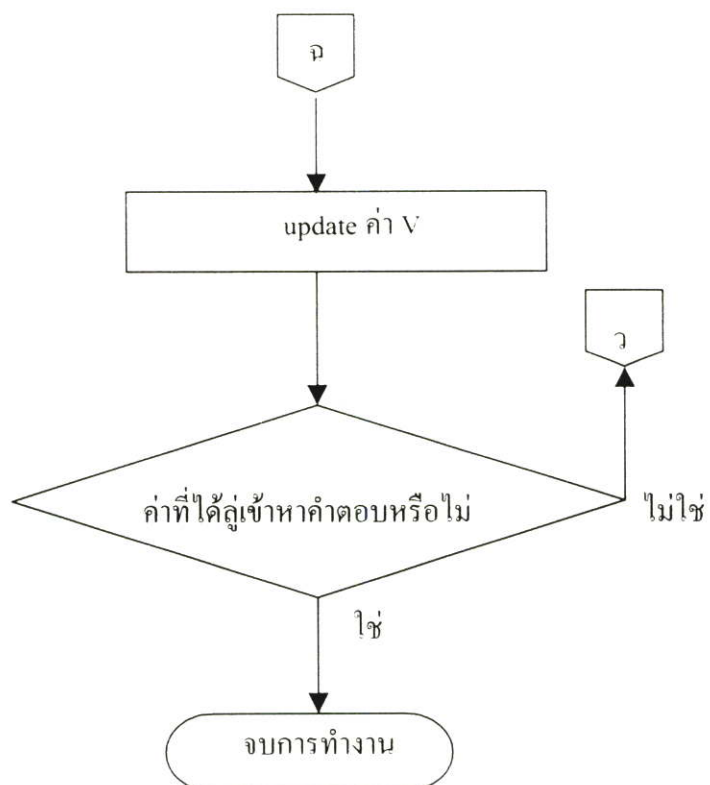 ฉ
update ค่า V
ว
ค่าที่ได้ลู่เข้าหาคำตอบหรือไม่
ไม่ใช่
ใช่
จบการทำงาน